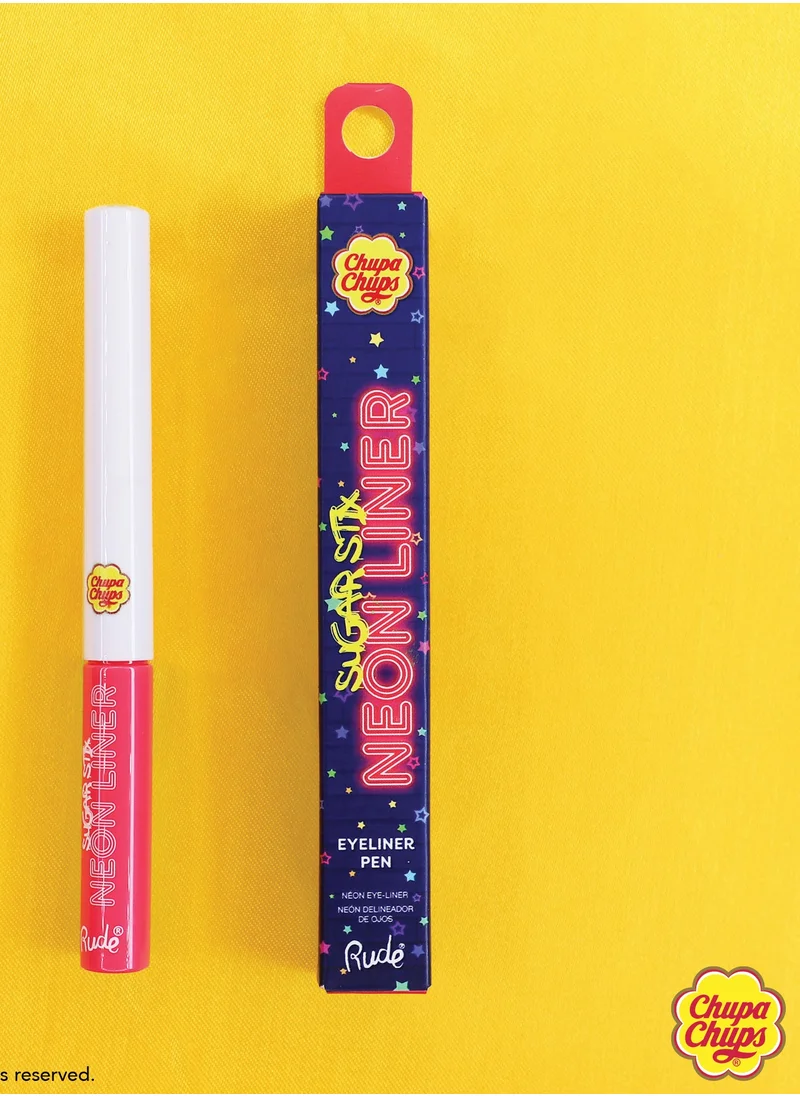 Chupa
Chups
®
SUGAR STIX
NEON LINER
Rude®
Chupa
Chups
®
SUGAR STIX
NEON LINER
EYELINER
PEN
NÉON EYE-LINER
NEÓN DELINEADOR
DE OJOS
Rude®
Chupa
Chups
®
s reserved.